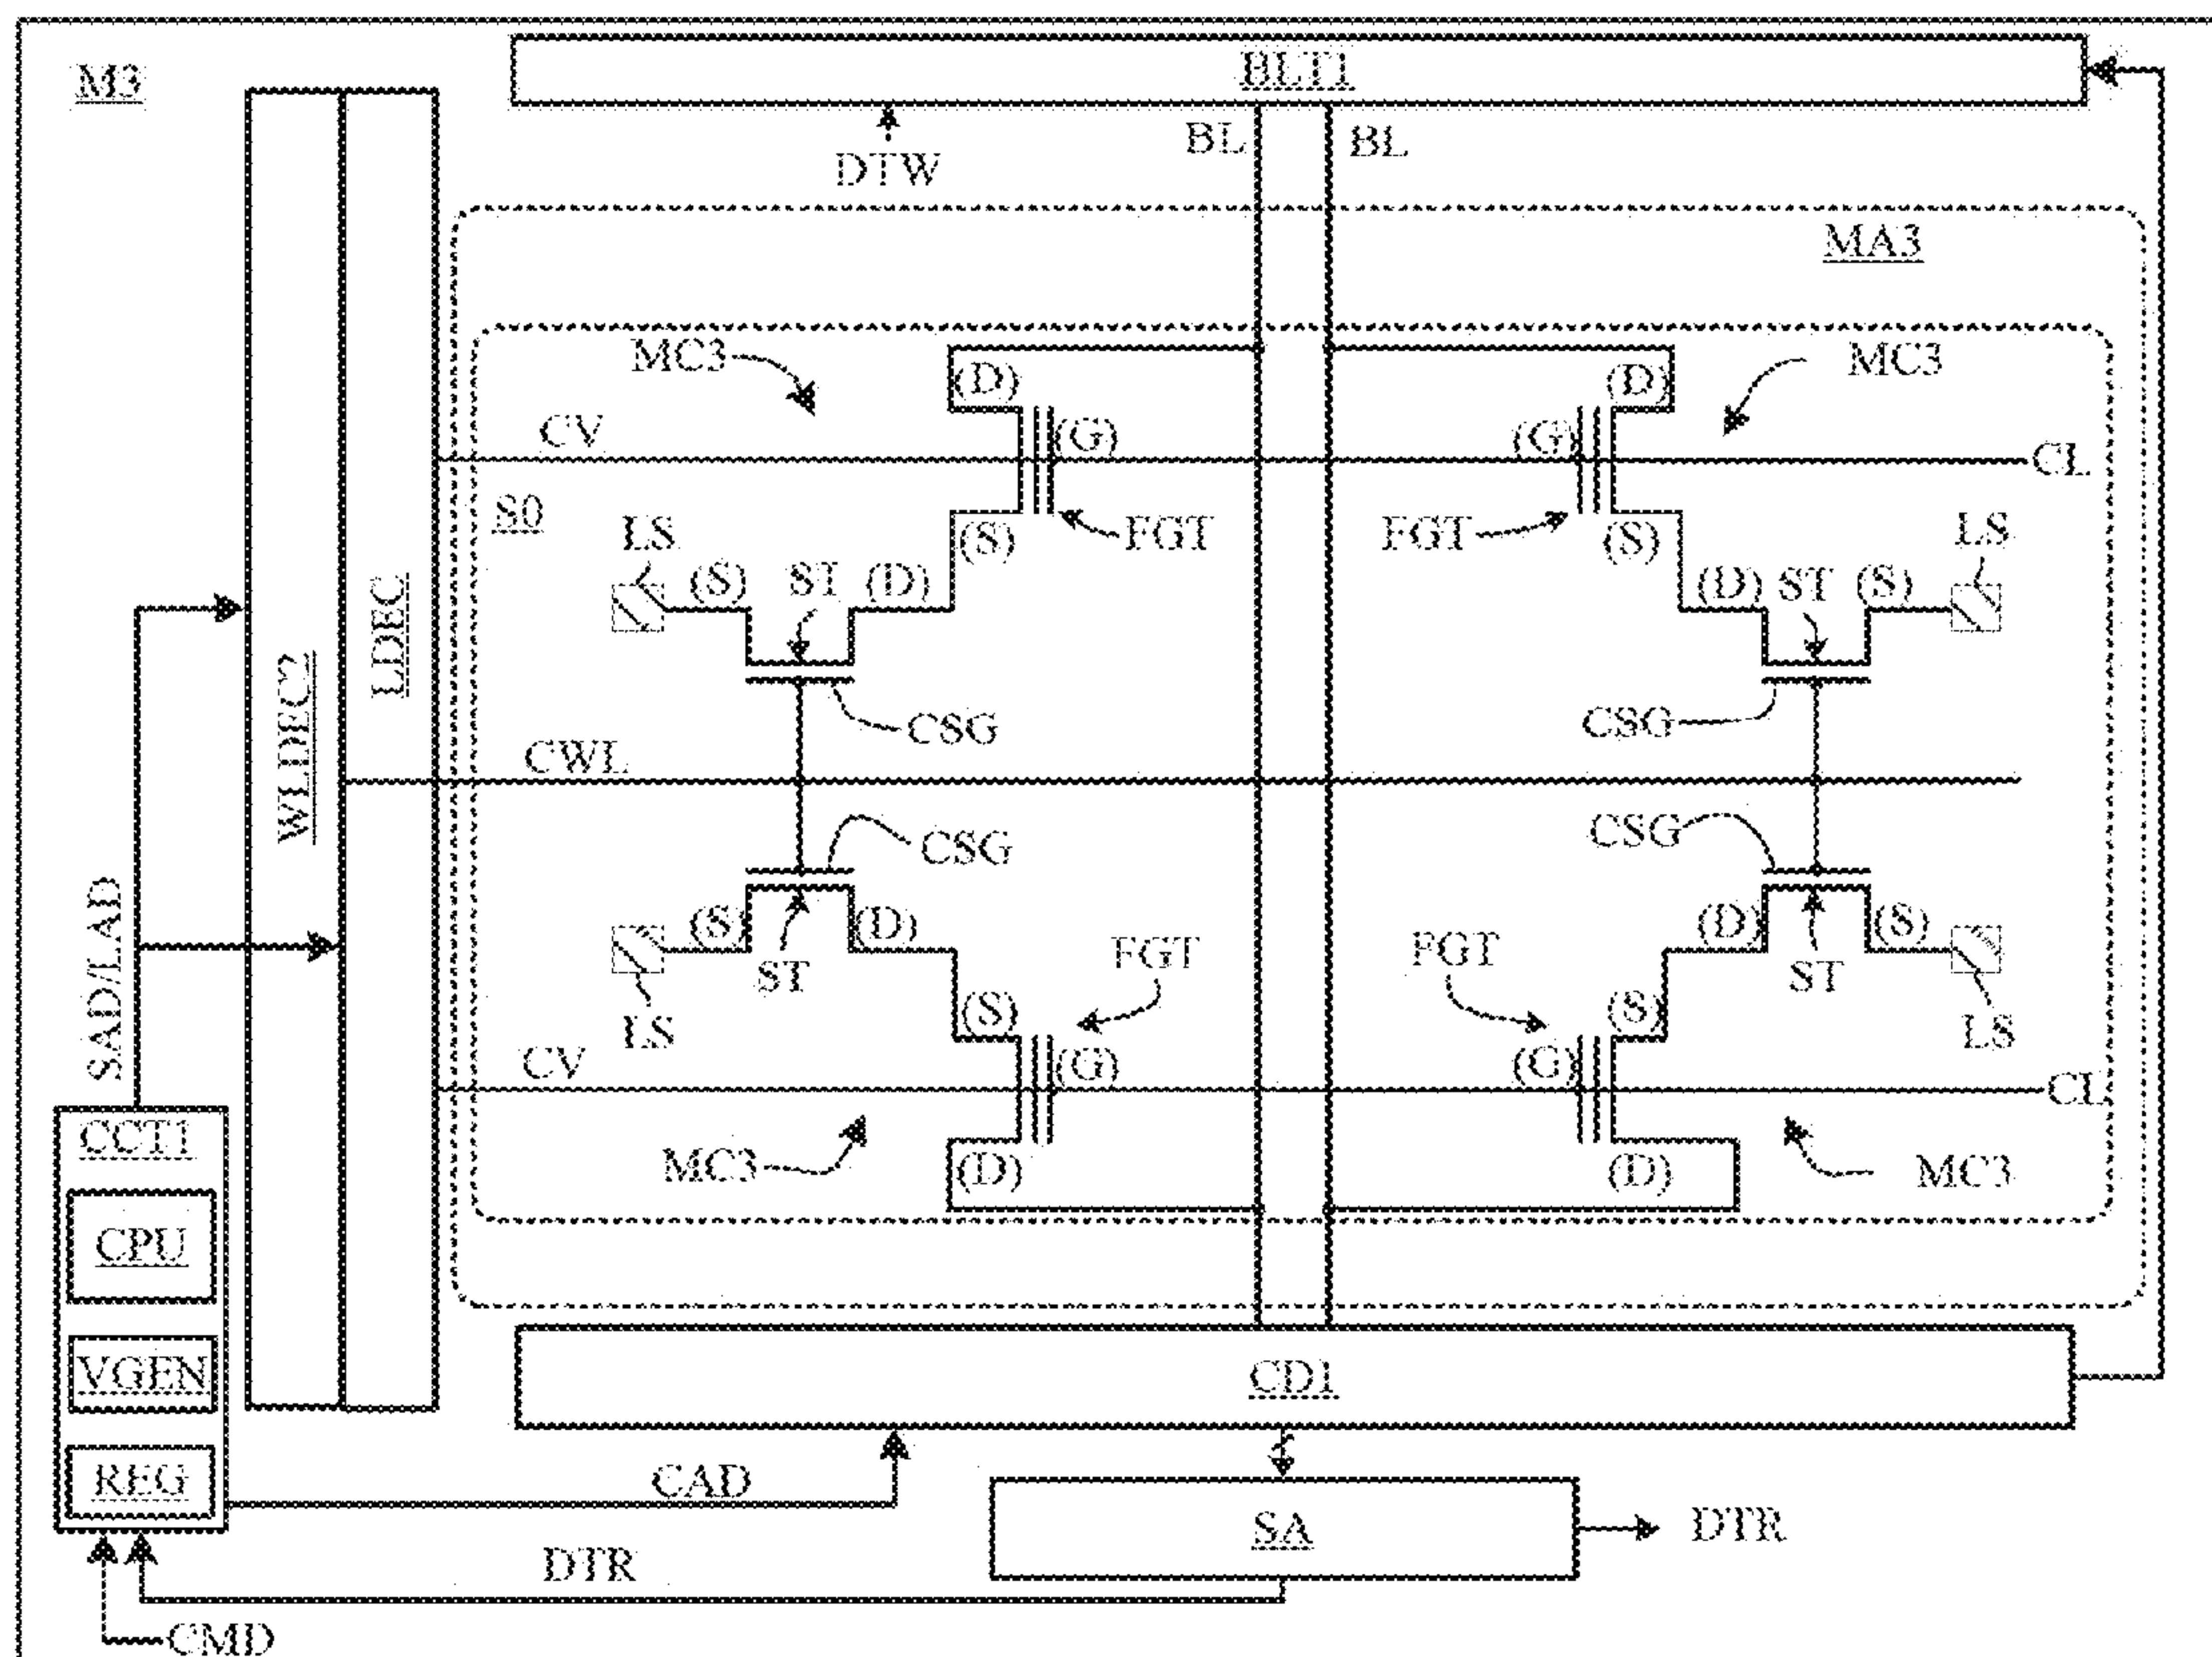 M3
BLT1
DTW
BL
BL
MA3
MC3
(D)
(D)
MC3
CV
(G)
(G)
CL
S0
LS
(S)
ST
(D)
(S)
FGT
FGT
(S)
(D)
ST
(S)
LS
LDEC
WLDEC2
CSG
CSG
CWL
CSG
CSG
SAD/LAD
(S)
ST
(D)
FGT
FGT
(D)
ST
(S)
LS
(S)
(S)
LS
CV
(G)
(G)
CL
CCT1
MC3
(D)
(D)
MC3
CPU
VGEN
CD1
REG
CAD
SA
DTR
DTR
CMD